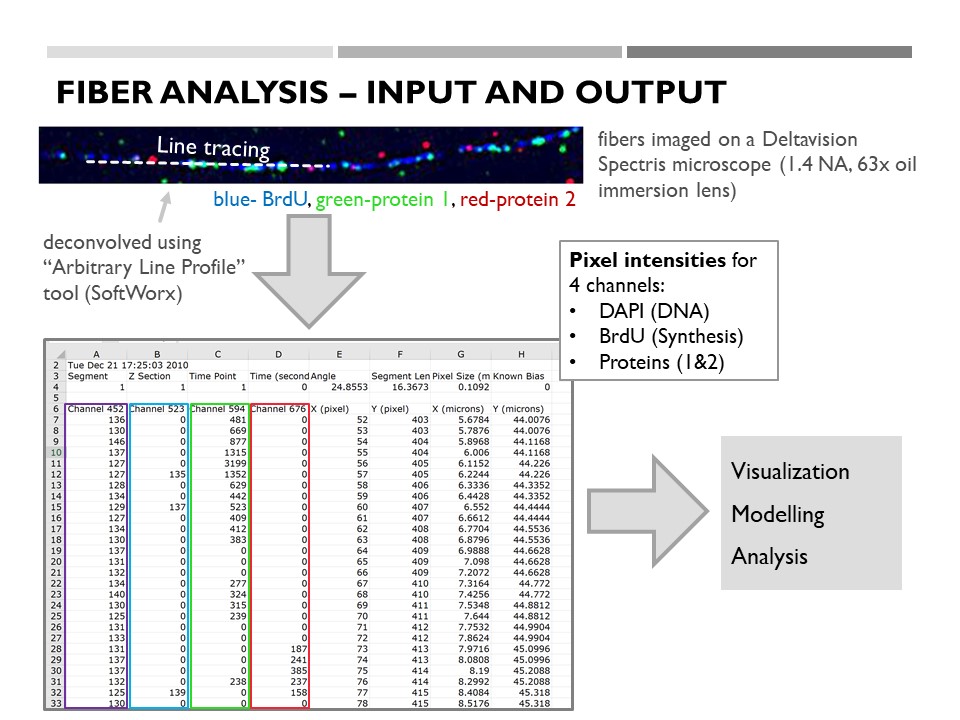 FIBER ANALYSIS – INPUT AND OUTPUT
Line tracing
fibers imaged on a Deltavision
Spectris microscope (1.4 NA, 63x oil
immersion lens)
blue- BrdU, green-protein 1, red-protein 2
deconvolved using
“Arbitrary Line Profile”
tool (SoftWorx)
Pixel intensities for
4 channels:
• DAPI (DNA)
• BrdU (Synthesis)
• Proteins (1&2)
A B C D E F G H
2 Tue Dec 21 17:25:03 2010
3 Segment Z Section Time Point Time (second Angle Segment Len Pixel Size (m Known Bias
4 1 1 1 0 24.8553 16.3673 0.1092 0
5
6 Channel 452 Channel 523 Channel 594 Channel 676 X (pixel) Y (pixel) X (microns) Y (microns)
7 136 0 481 0 52 403 5.6784 44.0076
8 130 0 669 0 53 403 5.7876 44.0076
9 146 0 877 0 54 404 5.8968 44.1168
10 137 0 1315 0 55 404 6.006 44.1168
11 127 0 3199 0 56 405 6.1152 44.226
12 127 135 1352 0 57 405 6.2244 44.226
13 128 0 629 0 58 406 6.3336 44.3352
14 134 0 442 0 59 406 6.4428 44.3352
15 129 137 523 0 60 407 6.552 44.4444
16 127 0 409 0 61 407 6.6612 44.4444
17 134 0 412 0 62 408 6.7704 44.5536
18 130 0 383 0 63 408 6.8796 44.5536
19 137 0 0 0 64 409 6.9888 44.6628
20 131 0 0 0 65 409 7.098 44.6628
21 132 0 0 0 66 409 7.2072 44.6628
22 134 0 277 0 67 410 7.3164 44.772
23 140 0 324 0 68 410 7.4256 44.772
24 130 0 315 0 69 411 7.5348 44.8812
25 125 0 239 0 70 411 7.644 44.8812
26 131 0 0 0 71 412 7.7532 44.9904
27 133 0 0 0 72 412 7.8624 44.9904
28 131 0 0 187 73 413 7.9716 45.0996
29 137 0 0 241 74 413 8.0808 45.0996
30 137 0 0 385 75 414 8.19 45.2088
31 132 0 238 237 76 414 8.2992 45.2088
32 125 139 0 158 77 415 8.4084 45.318
33 130 0 0 0 78 415 8.5176 45.318
Visualization
Modelling
Analysis